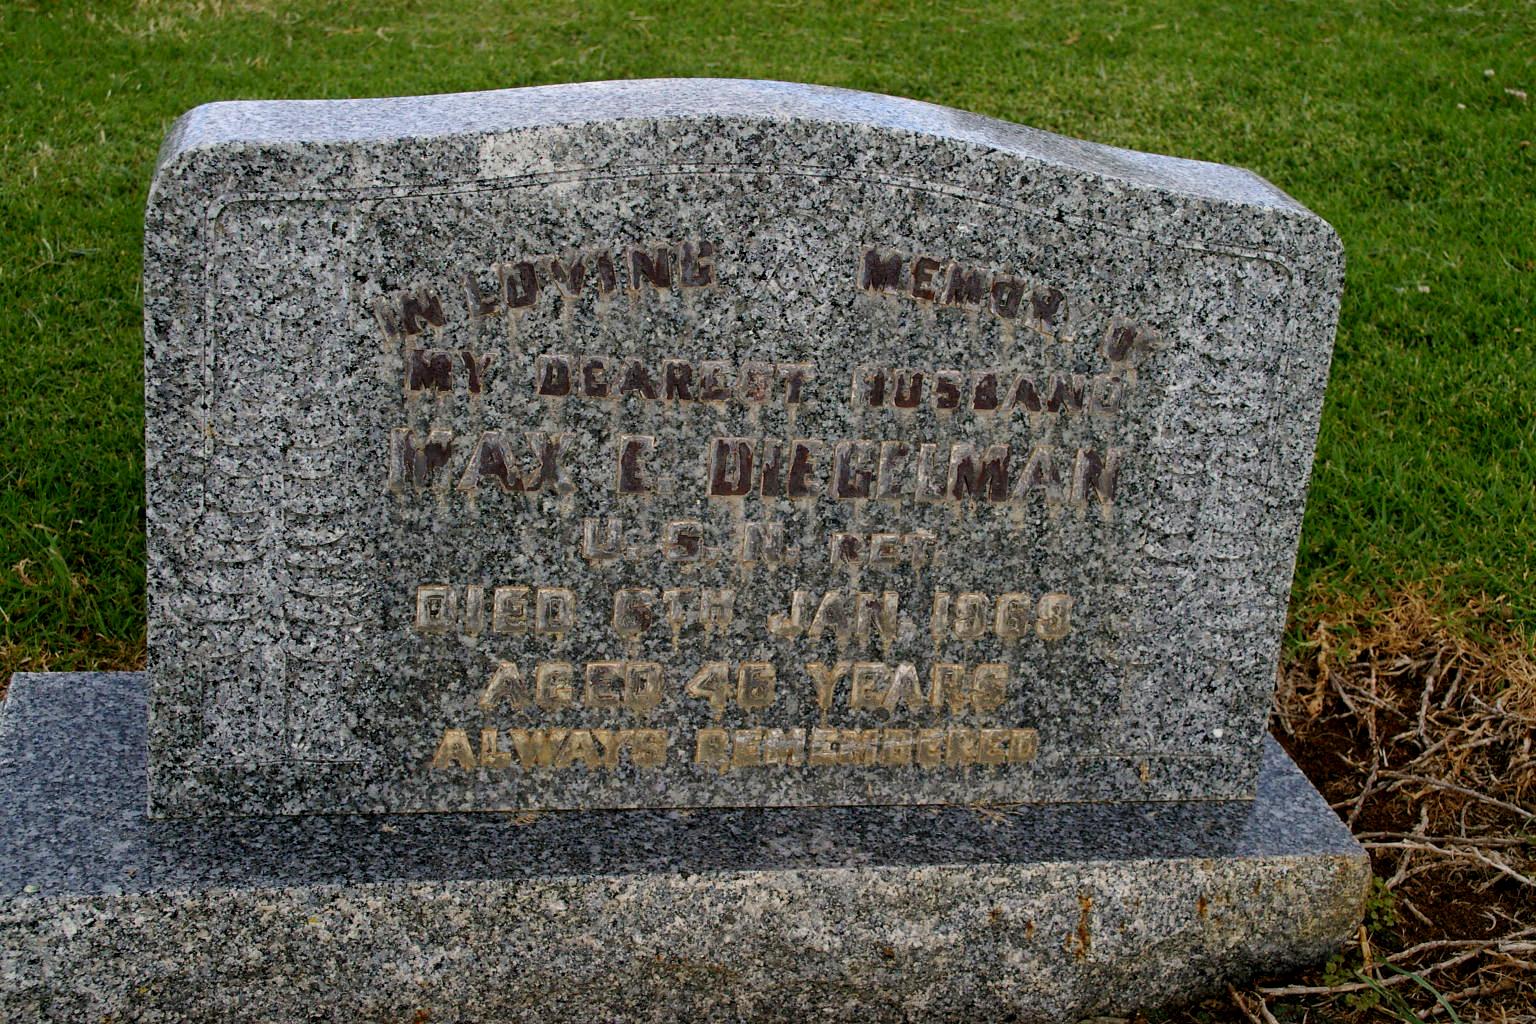 IN LOVING MEMORY OF
MY DEAREST HUSBAND
MAX E. DIEGELMAN
U.S.N. RET.
DIED 6TH JAN. 1969
AGED 46 YEARS
ALWAYS REMEMBERED